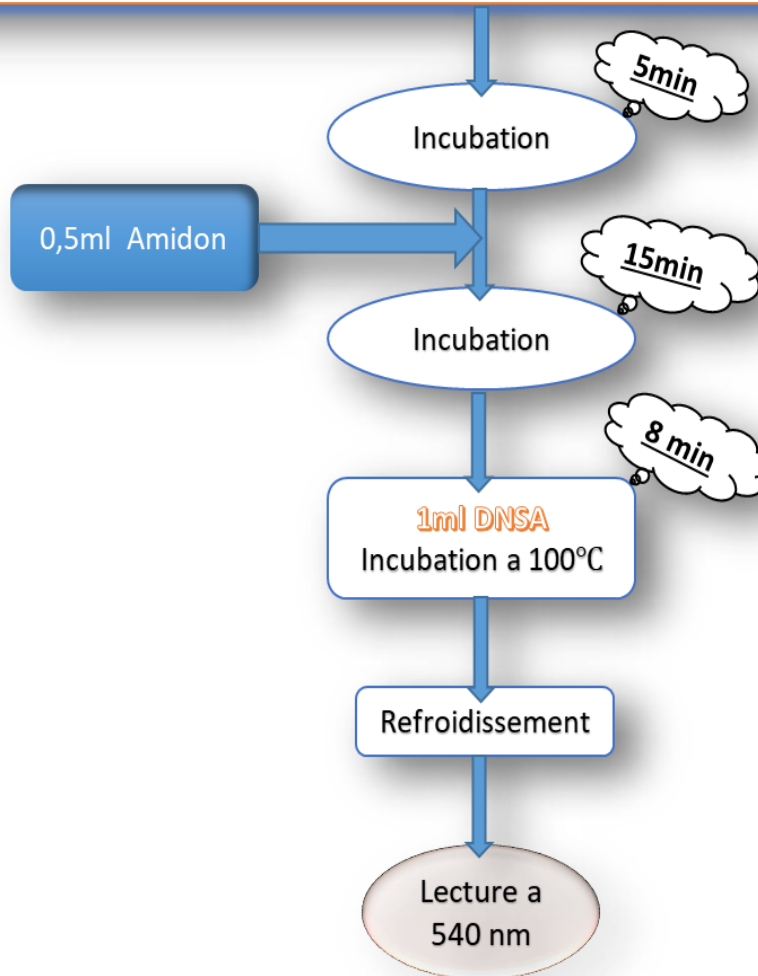 5min
Incubation
0,5ml Amidon
15min
Incubation
8 min
1ml DNSA
Incubation a 100°C
Refroidissement
Lecture a
540 nm